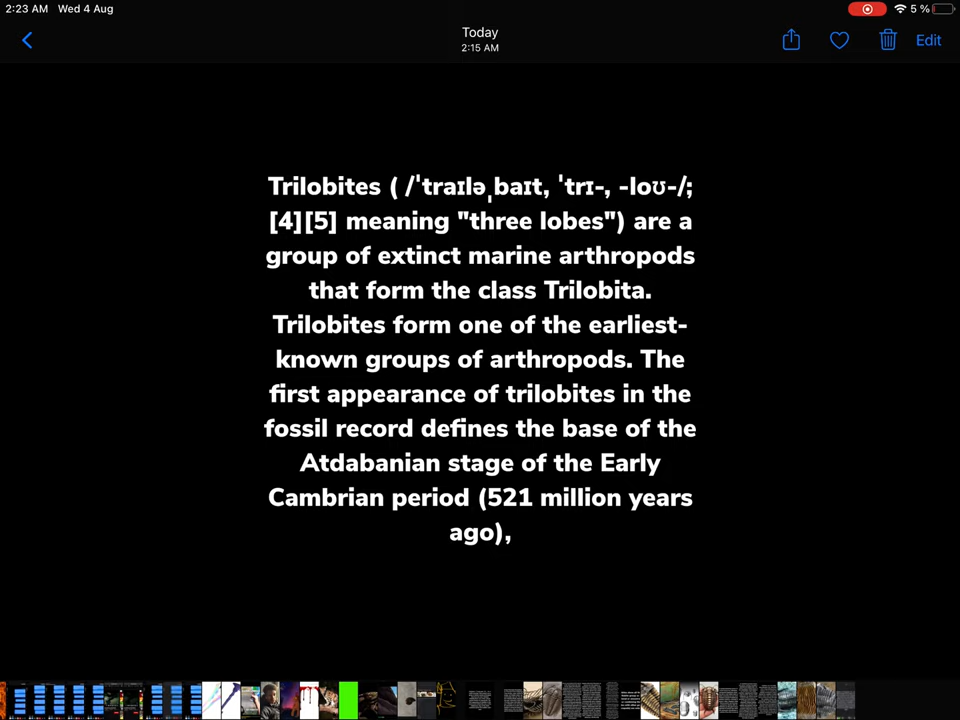 2:23 AM Wed 4 Aug
5 %
Today
2:15 AM
Edit
Trilobites ( /ˈtraɪləˌbaɪt, ˈtrɪ-, -loʊ-/;
[4][5] meaning "three lobes") are a
group of extinct marine arthropods
that form the class Trilobita.
Trilobites form one of the earliest-
known groups of arthropods. The
first appearance of trilobites in the
fossil record defines the base of the
Atdabanian stage of the Early
Cambrian period (521 million years
ago),